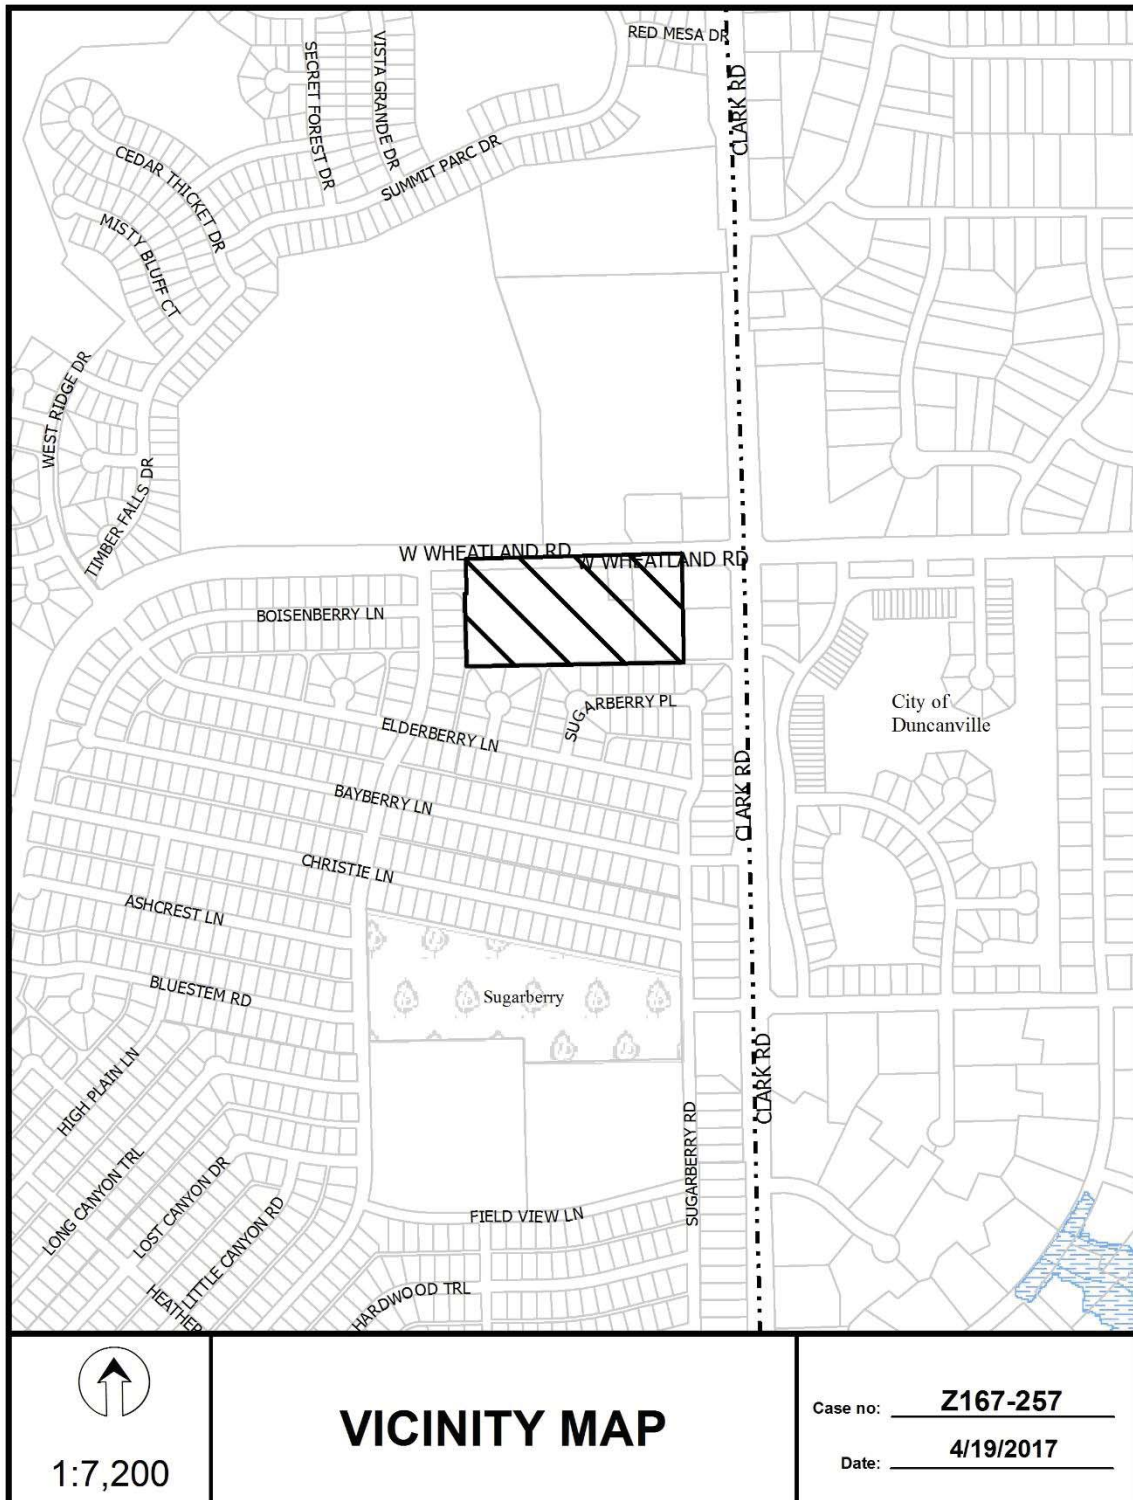 RED MESA DR
CLARK RD
SECRET FOREST DR
VISTA GRANDE DR
SUMMIT PARC DR
CEDAR THICKET DR
MISTY BLUFF CT
WEST RIDGE DR
TIMBER FALLS DR
W WHEATLAND RD
W WHEATLAND RD
BOISENBERRY LN
SUGARBERRY PL
City of
Duncanville
ELDERBERRY LN
CLARK RD
BAYBERRY LN
CHRISTIE LN
ASHCREST LN
BLUESTEM RD
Sugarberry
CLARK RD
HIGH PLAIN LN
SUGARBERRY RD
LONG CANYON TRL
LOST CANYON DR
LITTLE CANYON RD
FIELD VIEW LN
HEATHER
HARDWOOD TRL
1:7,200
VICINITY MAP
Case no: Z167-257
Date: 4/19/2017